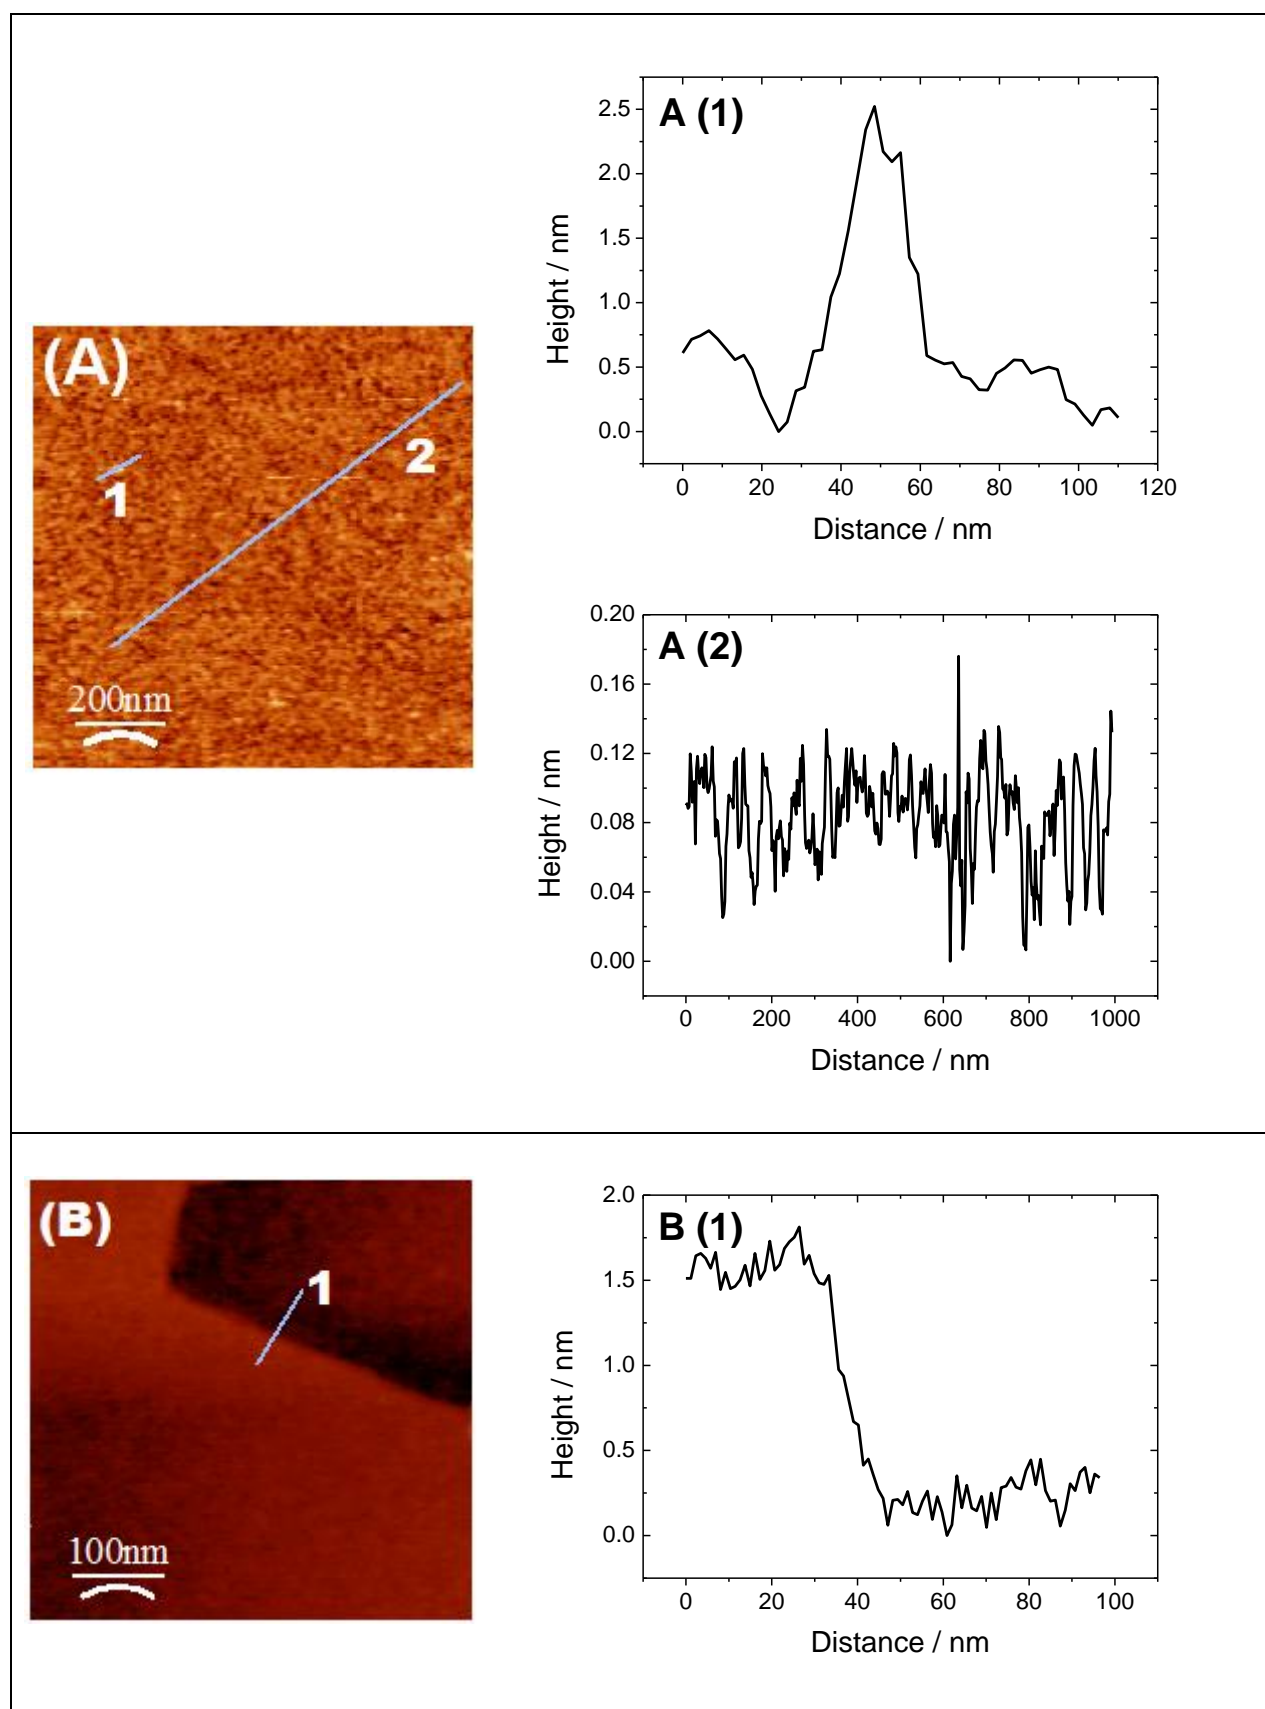 (A)
1
2
200nm
A (1)
Height / nm
2.5
2.0
1.5
1.0
0.5
0.0
0 20 40 60 80 100 120
Distance / nm
A (2)
Height / nm
0.20
0.16
0.12
0.08
0.04
0.00
0 200 400 600 800 1000
Distance / nm
(B)
1
100nm
B (1)
Height / nm
2.0
1.5
1.0
0.5
0.0
0 20 40 60 80 100
Distance / nm